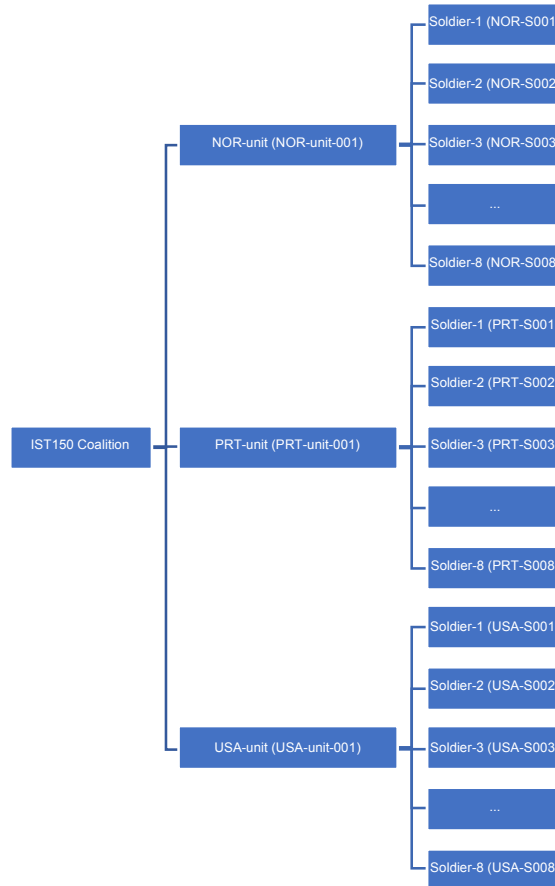 Soldier-1 (NOR-S001
Soldier-2 (NOR-S002
NOR-unit (NOR-unit-001)
Soldier-3 (NOR-S003
...
Soldier-8 (NOR-S008
Soldier-1 (PRT-S001
Soldier-2 (PRT-S002
IST150 Coalition
PRT-unit (PRT-unit-001)
Soldier-3 (PRT-S003
...
Soldier-8 (PRT-S008
Soldier-1 (USA-S001
Soldier-2 (USA-S002
USA-unit (USA-unit-001)
Soldier-3 (USA-S003
...
Soldier-8 (USA-S008